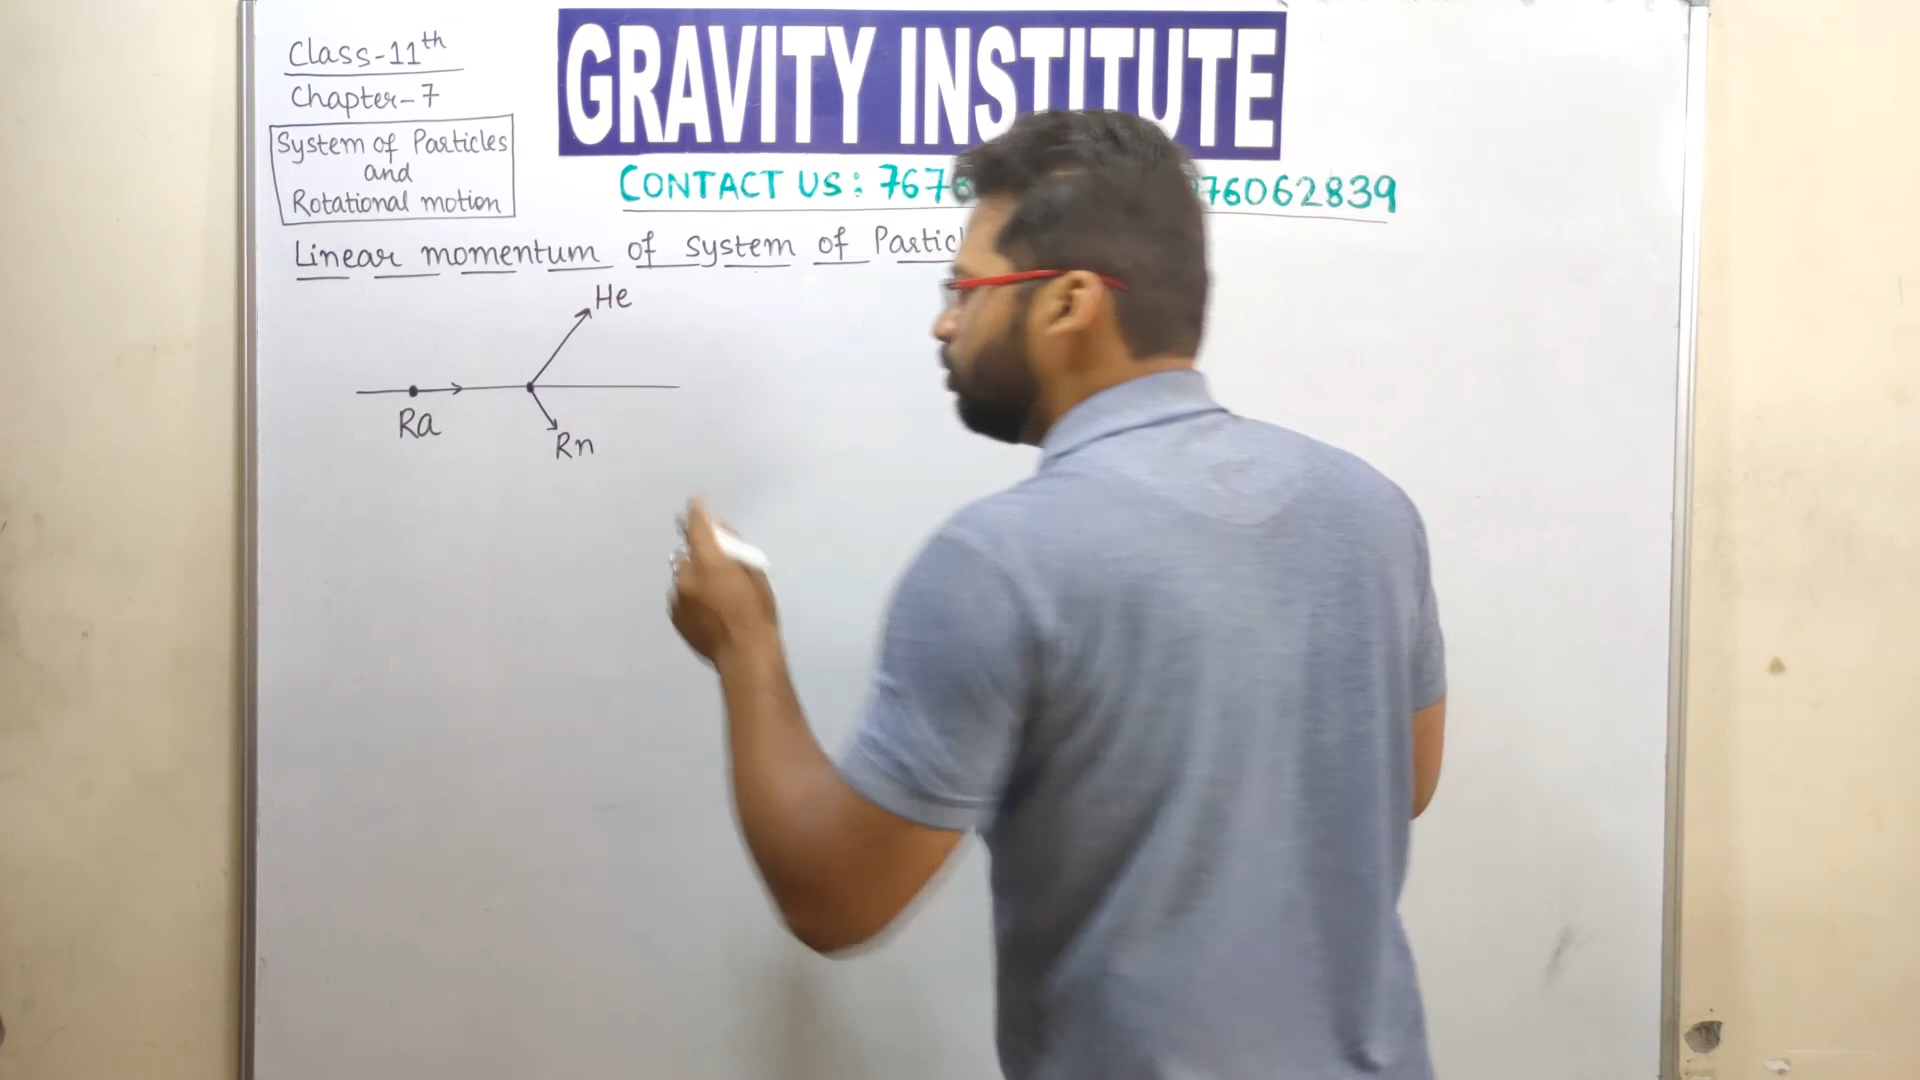 Class-11th
Chapter-7
System of Particles
and
Rotational motion
GRAVITY INSTITUTE
CONTACT US: 767 76062839
Linear momentum of system of
He
Ra
Rn